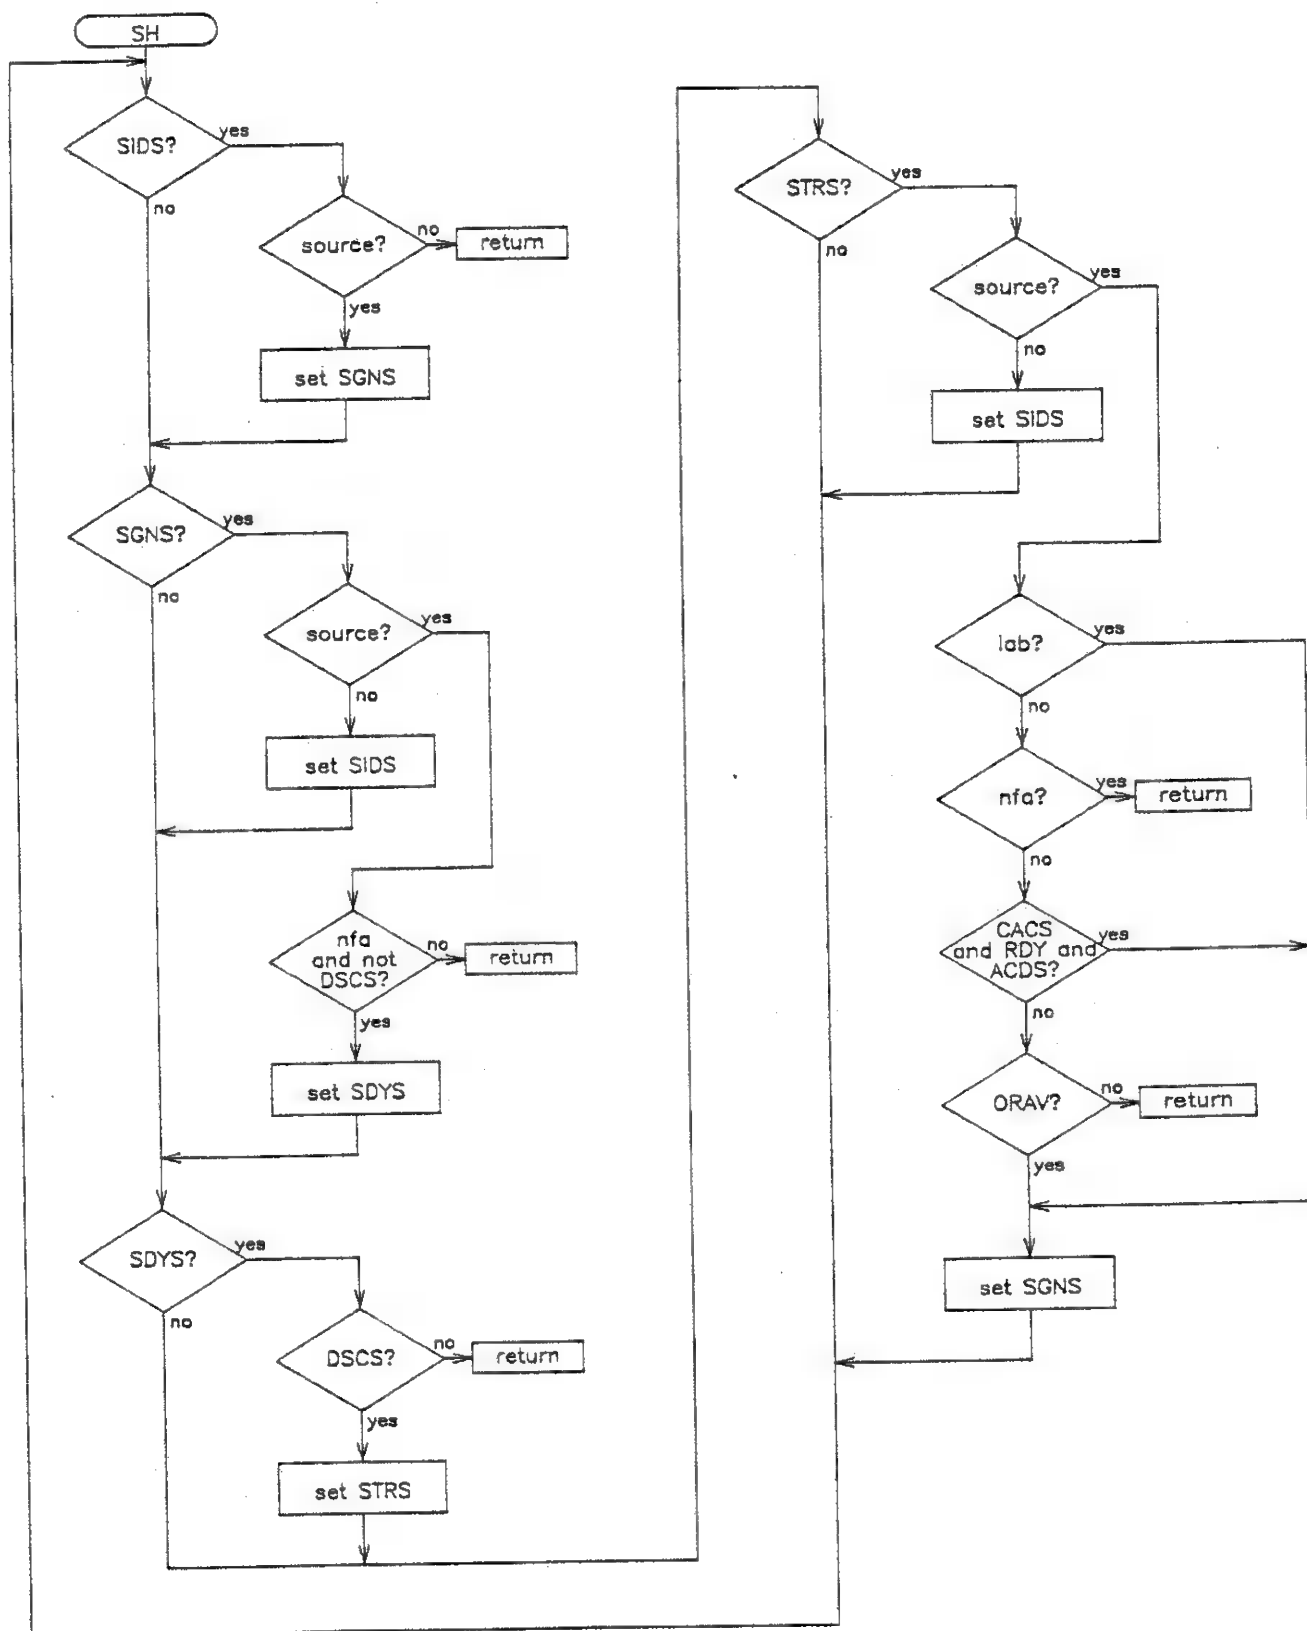 SH
SIDS?
yes
no
source?
no
return
yes
set SGNS
SGNS?
yes
no
source?
yes
no
set SIDS
nfa
and not
DSCS?
no
return
yes
set SDYS
SDYS?
yes
no
DSCS?
no
return
yes
set STRS
STRS?
yes
no
source?
yes
no
set SIDS
lab?
yes
no
nfa?
yes
return
no
CACS
and RDY and
ACDS?
yes
no
ORAV?
no
return
yes
set SGNS